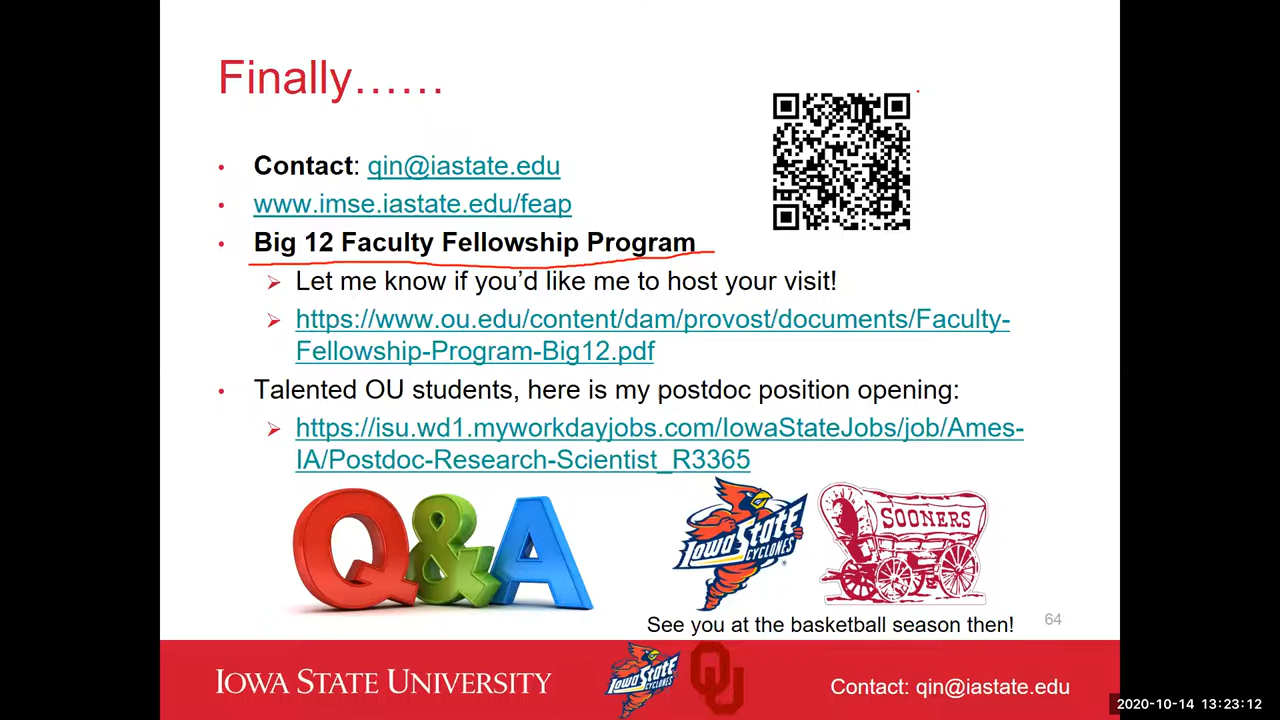 Finally……
• Contact: qin@iastate.edu
• www.imse.iastate.edu/feap
• Big 12 Faculty Fellowship Program
➢ Let me know if you’d like me to host your visit!
➢ https://www.ou.edu/content/dam/provost/documents/Faculty-
Fellowship-Program-Big12.pdf
• Talented OU students, here is my postdoc position opening:
➢ https://isu.wd1.myworkdayjobs.com/IowaStateJobs/job/Ames-
IA/Postdoc-Research-Scientist_R3365
Q&A
Iowa State
CYCLONES
®
SOONERS
See you at the basketball season then!
64
IOWA STATE UNIVERSITY
Iowa State
CYCLONES
OU
Contact: qin@iastate.edu
2020-10-14 13:23:12